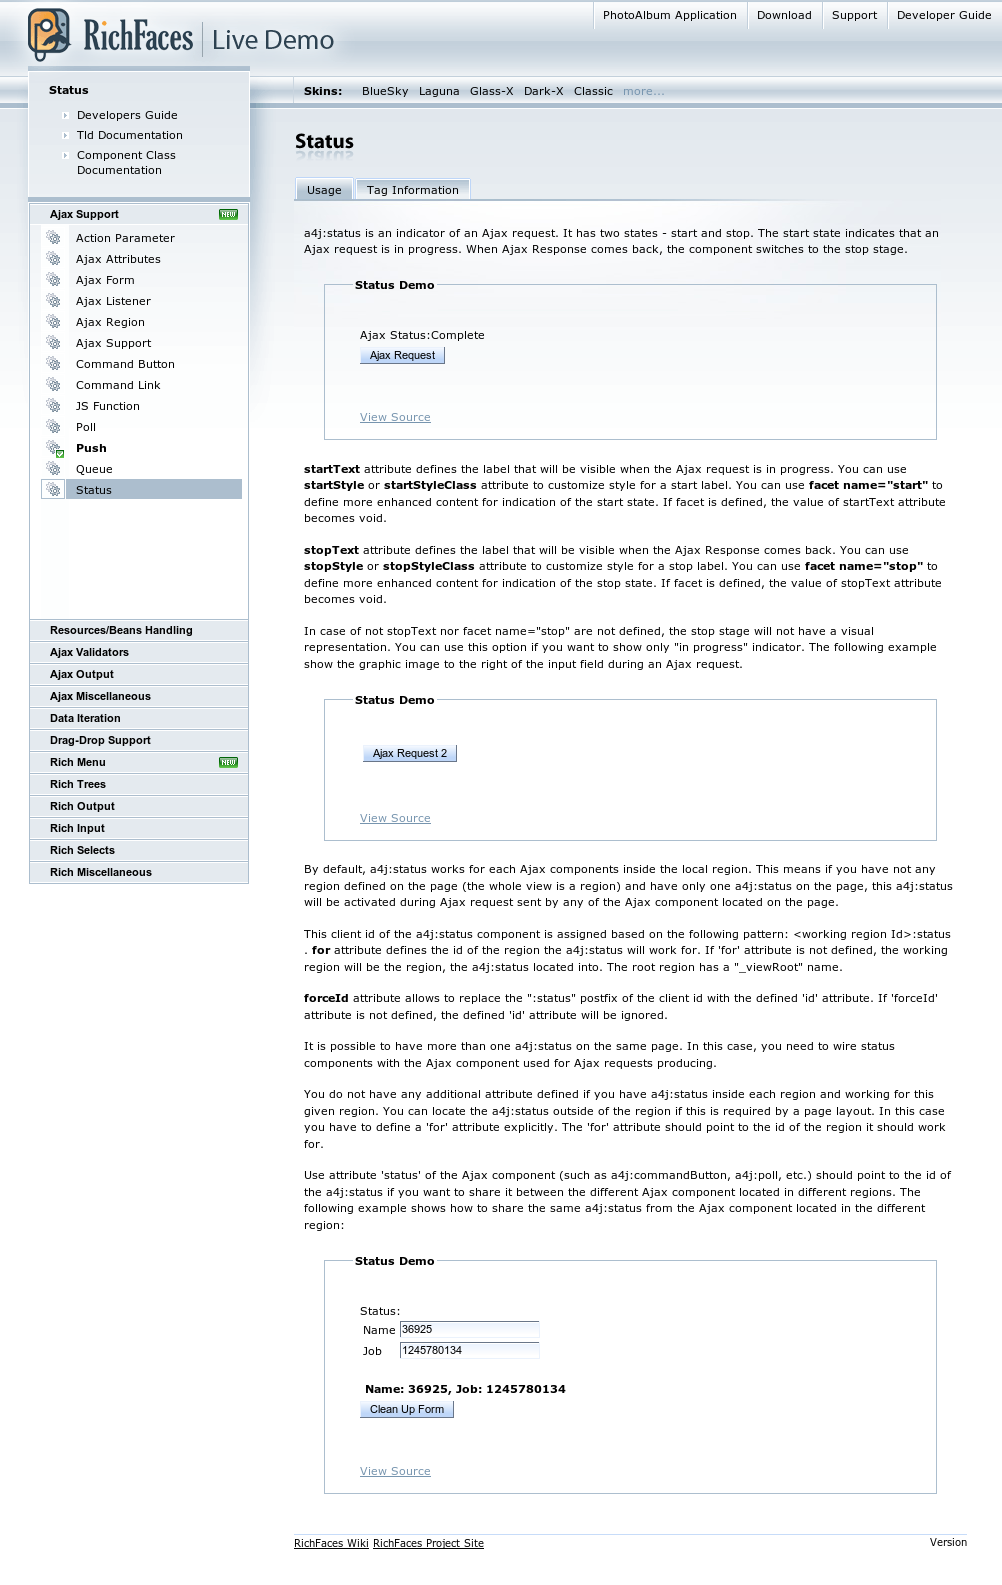 PhotoAlbum Application Download Support Developer Guide
RichFaces Live Demo
Status
Developers Guide
Tld Documentation
Component Class
Documentation
Skins: BlueSky Laguna Glass-X Dark-X Classic more...
Ajax Support NEW
Action Parameter
Ajax Attributes
Ajax Form
Ajax Listener
Ajax Region
Ajax Support
Command Button
Command Link
JS Function
Poll
Push
Queue
Status
Resources/Beans Handling
Ajax Validators
Ajax Output
Ajax Miscellaneous
Data Iteration
Drag-Drop Support
Rich Menu NEW
Rich Trees
Rich Output
Rich Input
Rich Selects
Rich Miscellaneous
Status
Usage Tag Information
a4j:status is an indicator of an Ajax request. It has two states - start and stop. The start state indicates that an
Ajax request is in progress. When Ajax Response comes back, the component switches to the stop stage.
Status Demo
Ajax Status:Complete
Ajax Request
View Source
startText attribute defines the label that will be visible when the Ajax request is in progress. You can use
startStyle or startStyleClass attribute to customize style for a start label. You can use facet name="start" to
define more enhanced content for indication of the start state. If facet is defined, the value of startText attribute
becomes void.
stopText attribute defines the label that will be visible when the Ajax Response comes back. You can use
stopStyle or stopStyleClass attribute to customize style for a stop label. You can use facet name="stop" to
define more enhanced content for indication of the stop state. If facet is defined, the value of stopText attribute
becomes void.
In case of not stopText nor facet name="stop" are not defined, the stop stage will not have a visual
representation. You can use this option if you want to show only "in progress" indicator. The following example
show the graphic image to the right of the input field during an Ajax request.
Status Demo
Ajax Request 2
View Source
By default, a4j:status works for each Ajax components inside the local region. This means if you have not any
region defined on the page (the whole view is a region) and have only one a4j:status on the page, this a4j:status
will be activated during Ajax request sent by any of the Ajax component located on the page.
This client id of the a4j:status component is assigned based on the following pattern: <working region Id>:status
. for attribute defines the id of the region the a4j:status will work for. If 'for' attribute is not defined, the working
region will be the region, the a4j:status located into. The root region has a "_viewRoot" name.
forceId attribute allows to replace the ":status" postfix of the client id with the defined 'id' attribute. If 'forceId'
attribute is not defined, the defined 'id' attribute will be ignored.
It is possible to have more than one a4j:status on the same page. In this case, you need to wire status
components with the Ajax component used for Ajax requests producing.
You do not have any additional attribute defined if you have a4j:status inside each region and working for this
given region. You can locate the a4j:status outside of the region if this is required by a page layout. In this case
you have to define a 'for' attribute explicitly. The 'for' attribute should point to the id of the region it should work
for.
Use attribute 'status' of the Ajax component (such as a4j:commandButton, a4j:poll, etc.) should point to the id of
the a4j:status if you want to share it between the different Ajax component located in different regions. The
following example shows how to share the same a4j:status from the Ajax component located in the different
region:
Status Demo
Status:
Name 36925
Job 1245780134
Name: 36925, Job: 1245780134
Clean Up Form
View Source
RichFaces Wiki RichFaces Project Site Version